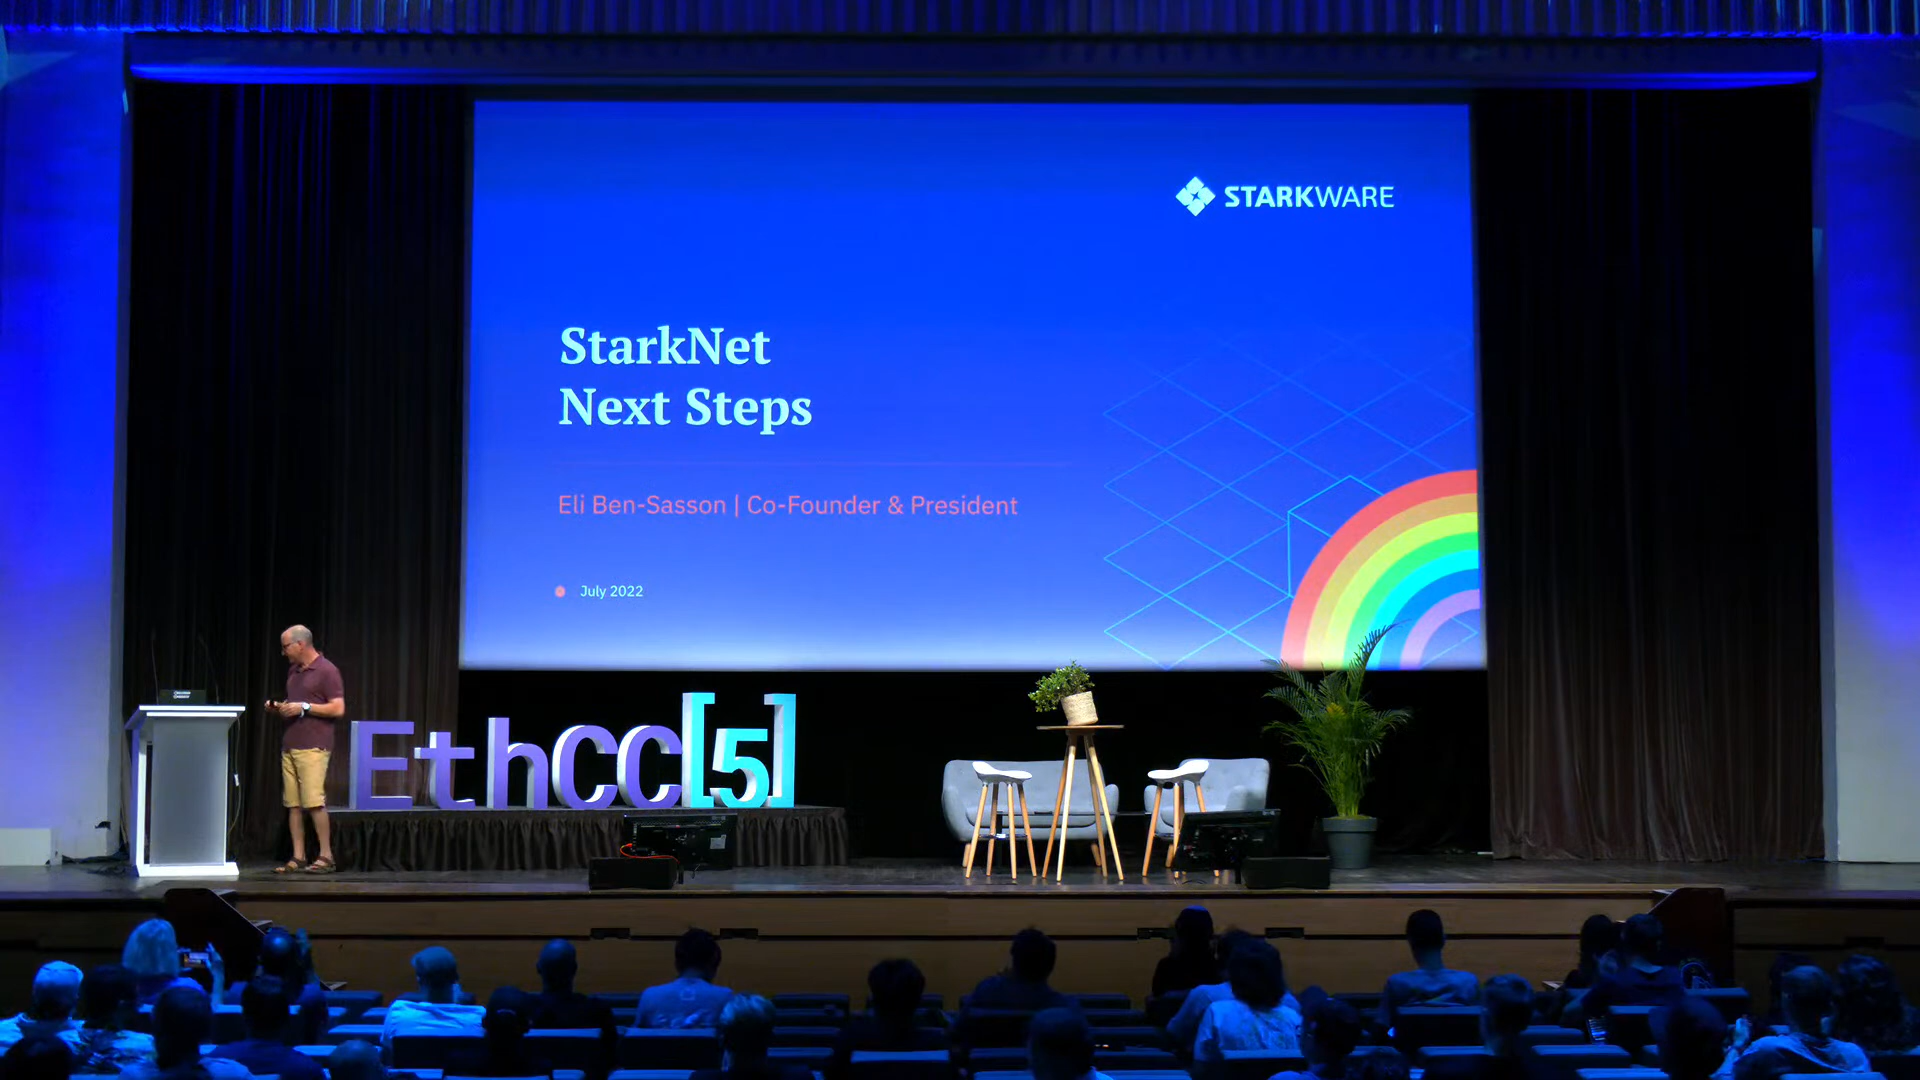 STARKWARE
StarkNet
Next Steps
Eli Ben-Sasson | Co-Founder & President
July 2022
EthCC[5]